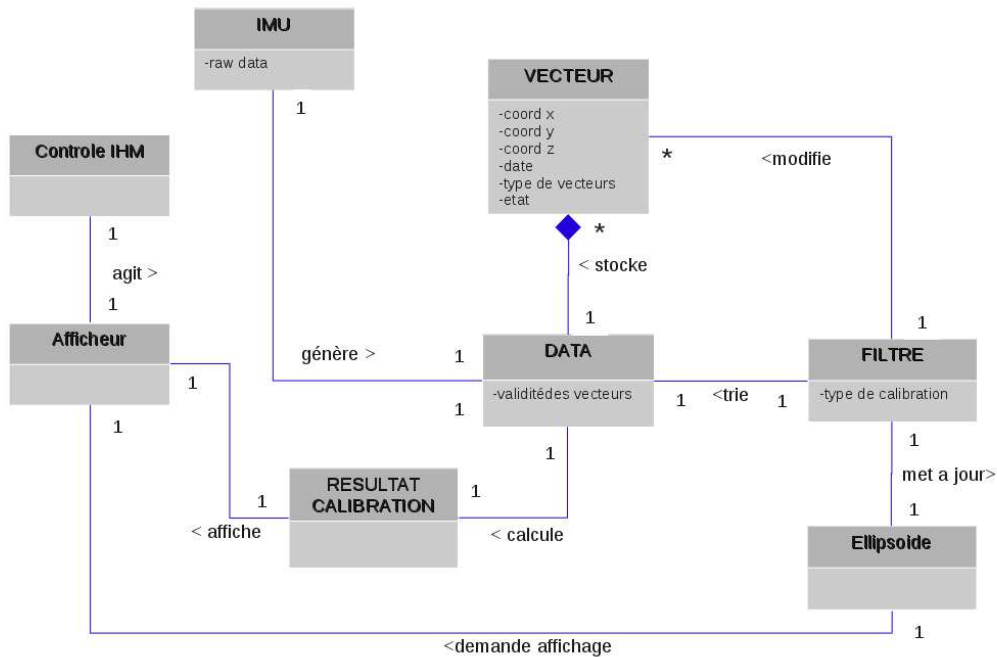 IMU
-raw data
1
VECTEUR
-coord x
-coord y
-coord z
-date
-type de vecteurs
-etat
*
<modifie
*
< stocke
1
Controle IHM
1
agit >
1
Afficheur
1
1
génère >
1
1
DATA
-validitédes vecteurs
1
<trie
1
1
FILTRE
-type de calibration
1
met a jour>
1
Ellipsoide
1
1
RESULTAT
CALIBRATION
1
1
< affiche
< calcule
<demande affichage